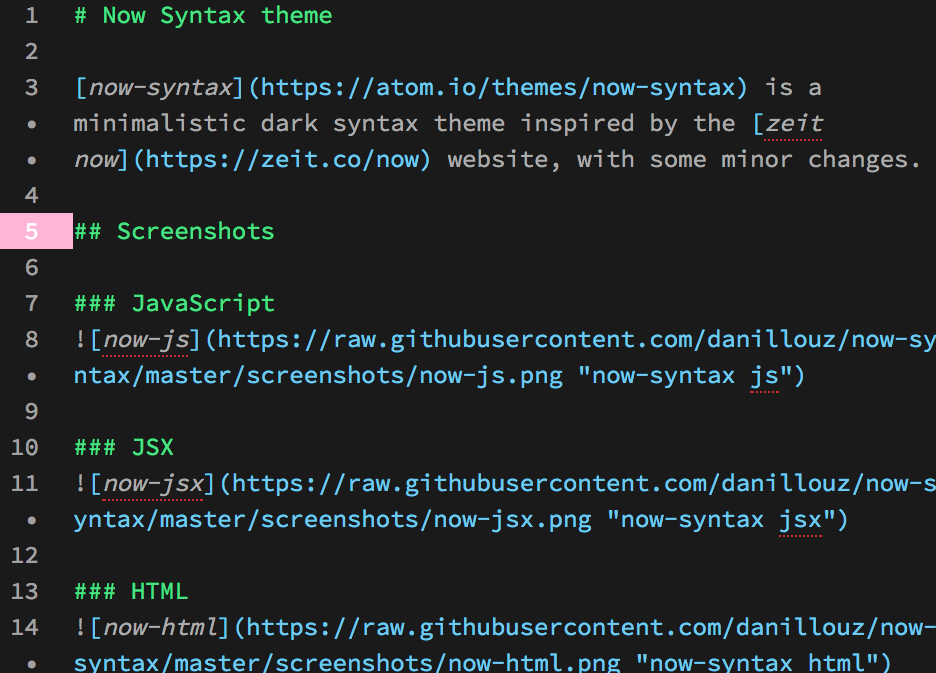 1 # Now Syntax theme
2
3 [now-syntax](https://atom.io/themes/now-syntax) is a
• minimalistic dark syntax theme inspired by the [zeit
• now](https://zeit.co/now) website, with some minor changes.
4
5 ## Screenshots
6
7 ### JavaScript
8 ![now-js](https://raw.githubusercontent.com/danillouz/now-sy
• ntax/master/screenshots/now-js.png "now-syntax js")
9
10 ### JSX
11 ![now-jsx](https://raw.githubusercontent.com/danillouz/now-s
• yntax/master/screenshots/now-jsx.png "now-syntax jsx")
12
13 ### HTML
14 ![now-html](https://raw.githubusercontent.com/danillouz/now-
• syntax/master/screenshots/now-html.png "now-syntax html")